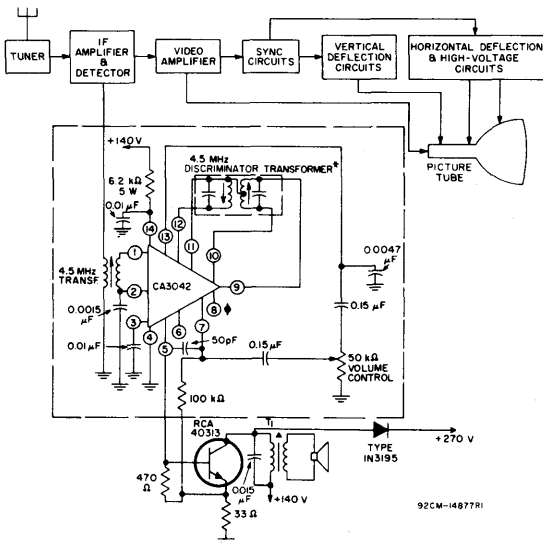 TUNER
IF
AMPLIFIER
&
DETECTOR
VIDEO
AMPLIFIER
SYNC
CIRCUITS
VERTICAL
DEFLECTION
CIRCUITS
HORIZONTAL DEFLECTION
& HIGH-VOLTAGE
CIRCUITS
PICTURE
TUBE
+140 V
6.2 kΩ
5 W
0.01 μF
4.5 MHz
DISCRIMINATOR TRANSFORMER*
14
13
12
11
10
4.5 MHz
TRANSF.
1
2
3
4
5
6
7
8
9
CA3042
0.0015
μF
0.01 μF
50 pF
0.15 μF
0.0047
μF
0.15 μF
50 kΩ
VOLUME
CONTROL
100 kΩ
RCA
40313
T1
TYPE
IN3195
+270 V
470
Ω
33 Ω
0.015
μF
+140 V
92CM-14877RI